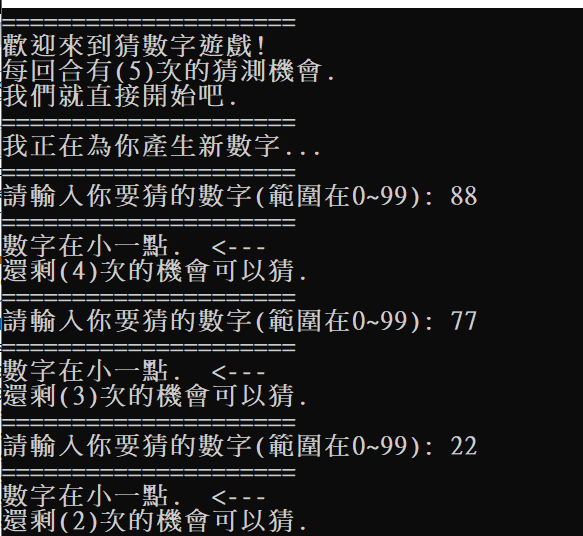 =====================
歡迎來到猜數字遊戲!
每回合有(5)次的猜測機會.
我們就直接開始吧.
=====================
我正在為你產生新數字...
=====================
請輸入你要猜的數字(範圍在0~99): 88
=====================
數字在小一點.  <---
還剩(4)次的機會可以猜.
=====================
請輸入你要猜的數字(範圍在0~99): 77
=====================
數字在小一點.  <---
還剩(3)次的機會可以猜.
=====================
請輸入你要猜的數字(範圍在0~99): 22
=====================
數字在小一點.  <---
還剩(2)次的機會可以猜.